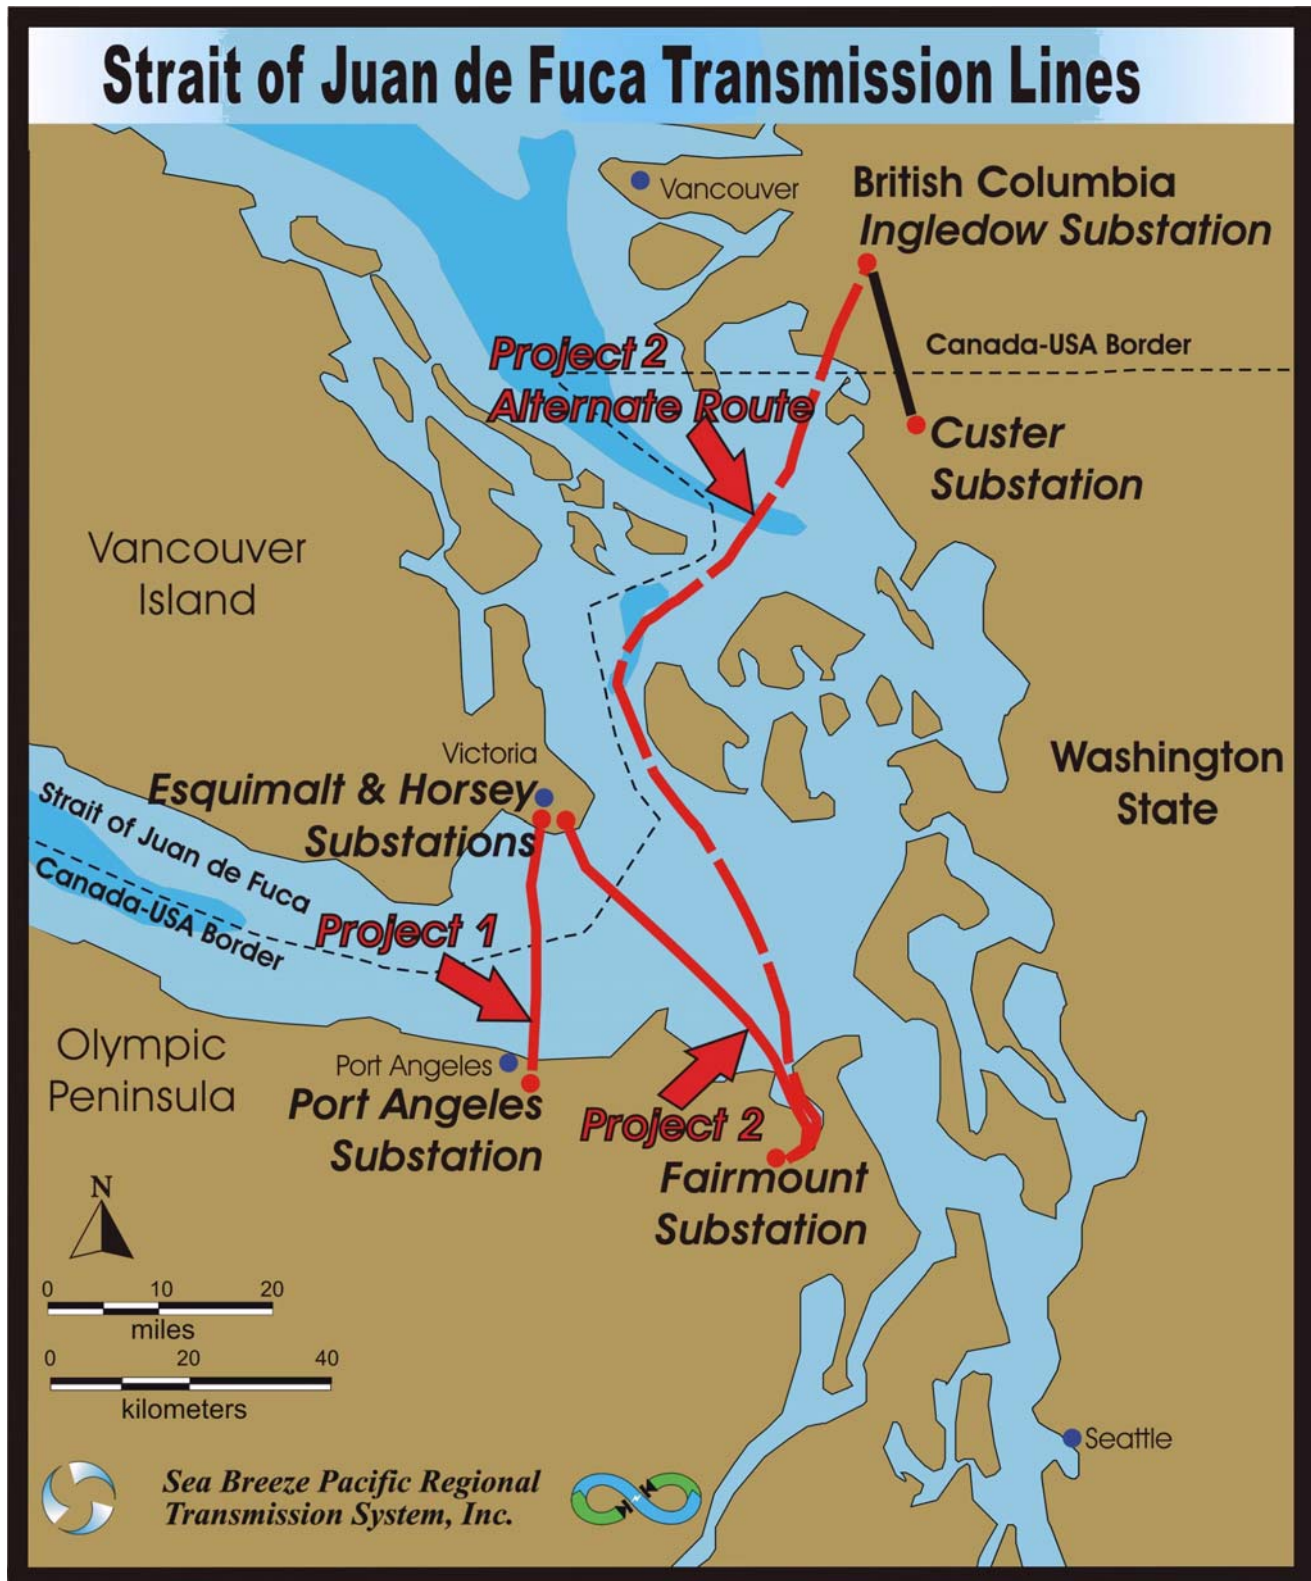 Strait of Juan de Fuca Transmission Lines
Vancouver
British Columbia
Ingledow Substation
Canada-USA Border
Project 2
Alternate Route
Custer
Substation
Vancouver
Island
Washington
State
Victoria
Esquimalt & Horsey
Substations
Strait of Juan de Fuca
Canada-USA Border
Project 1
Olympic
Peninsula
Port Angeles
Port Angeles
Substation
Project 2
Fairmount
Substation
N
0 10 20
miles
0 20 40
kilometers
Seattle
Sea Breeze Pacific Regional
Transmission System, Inc.